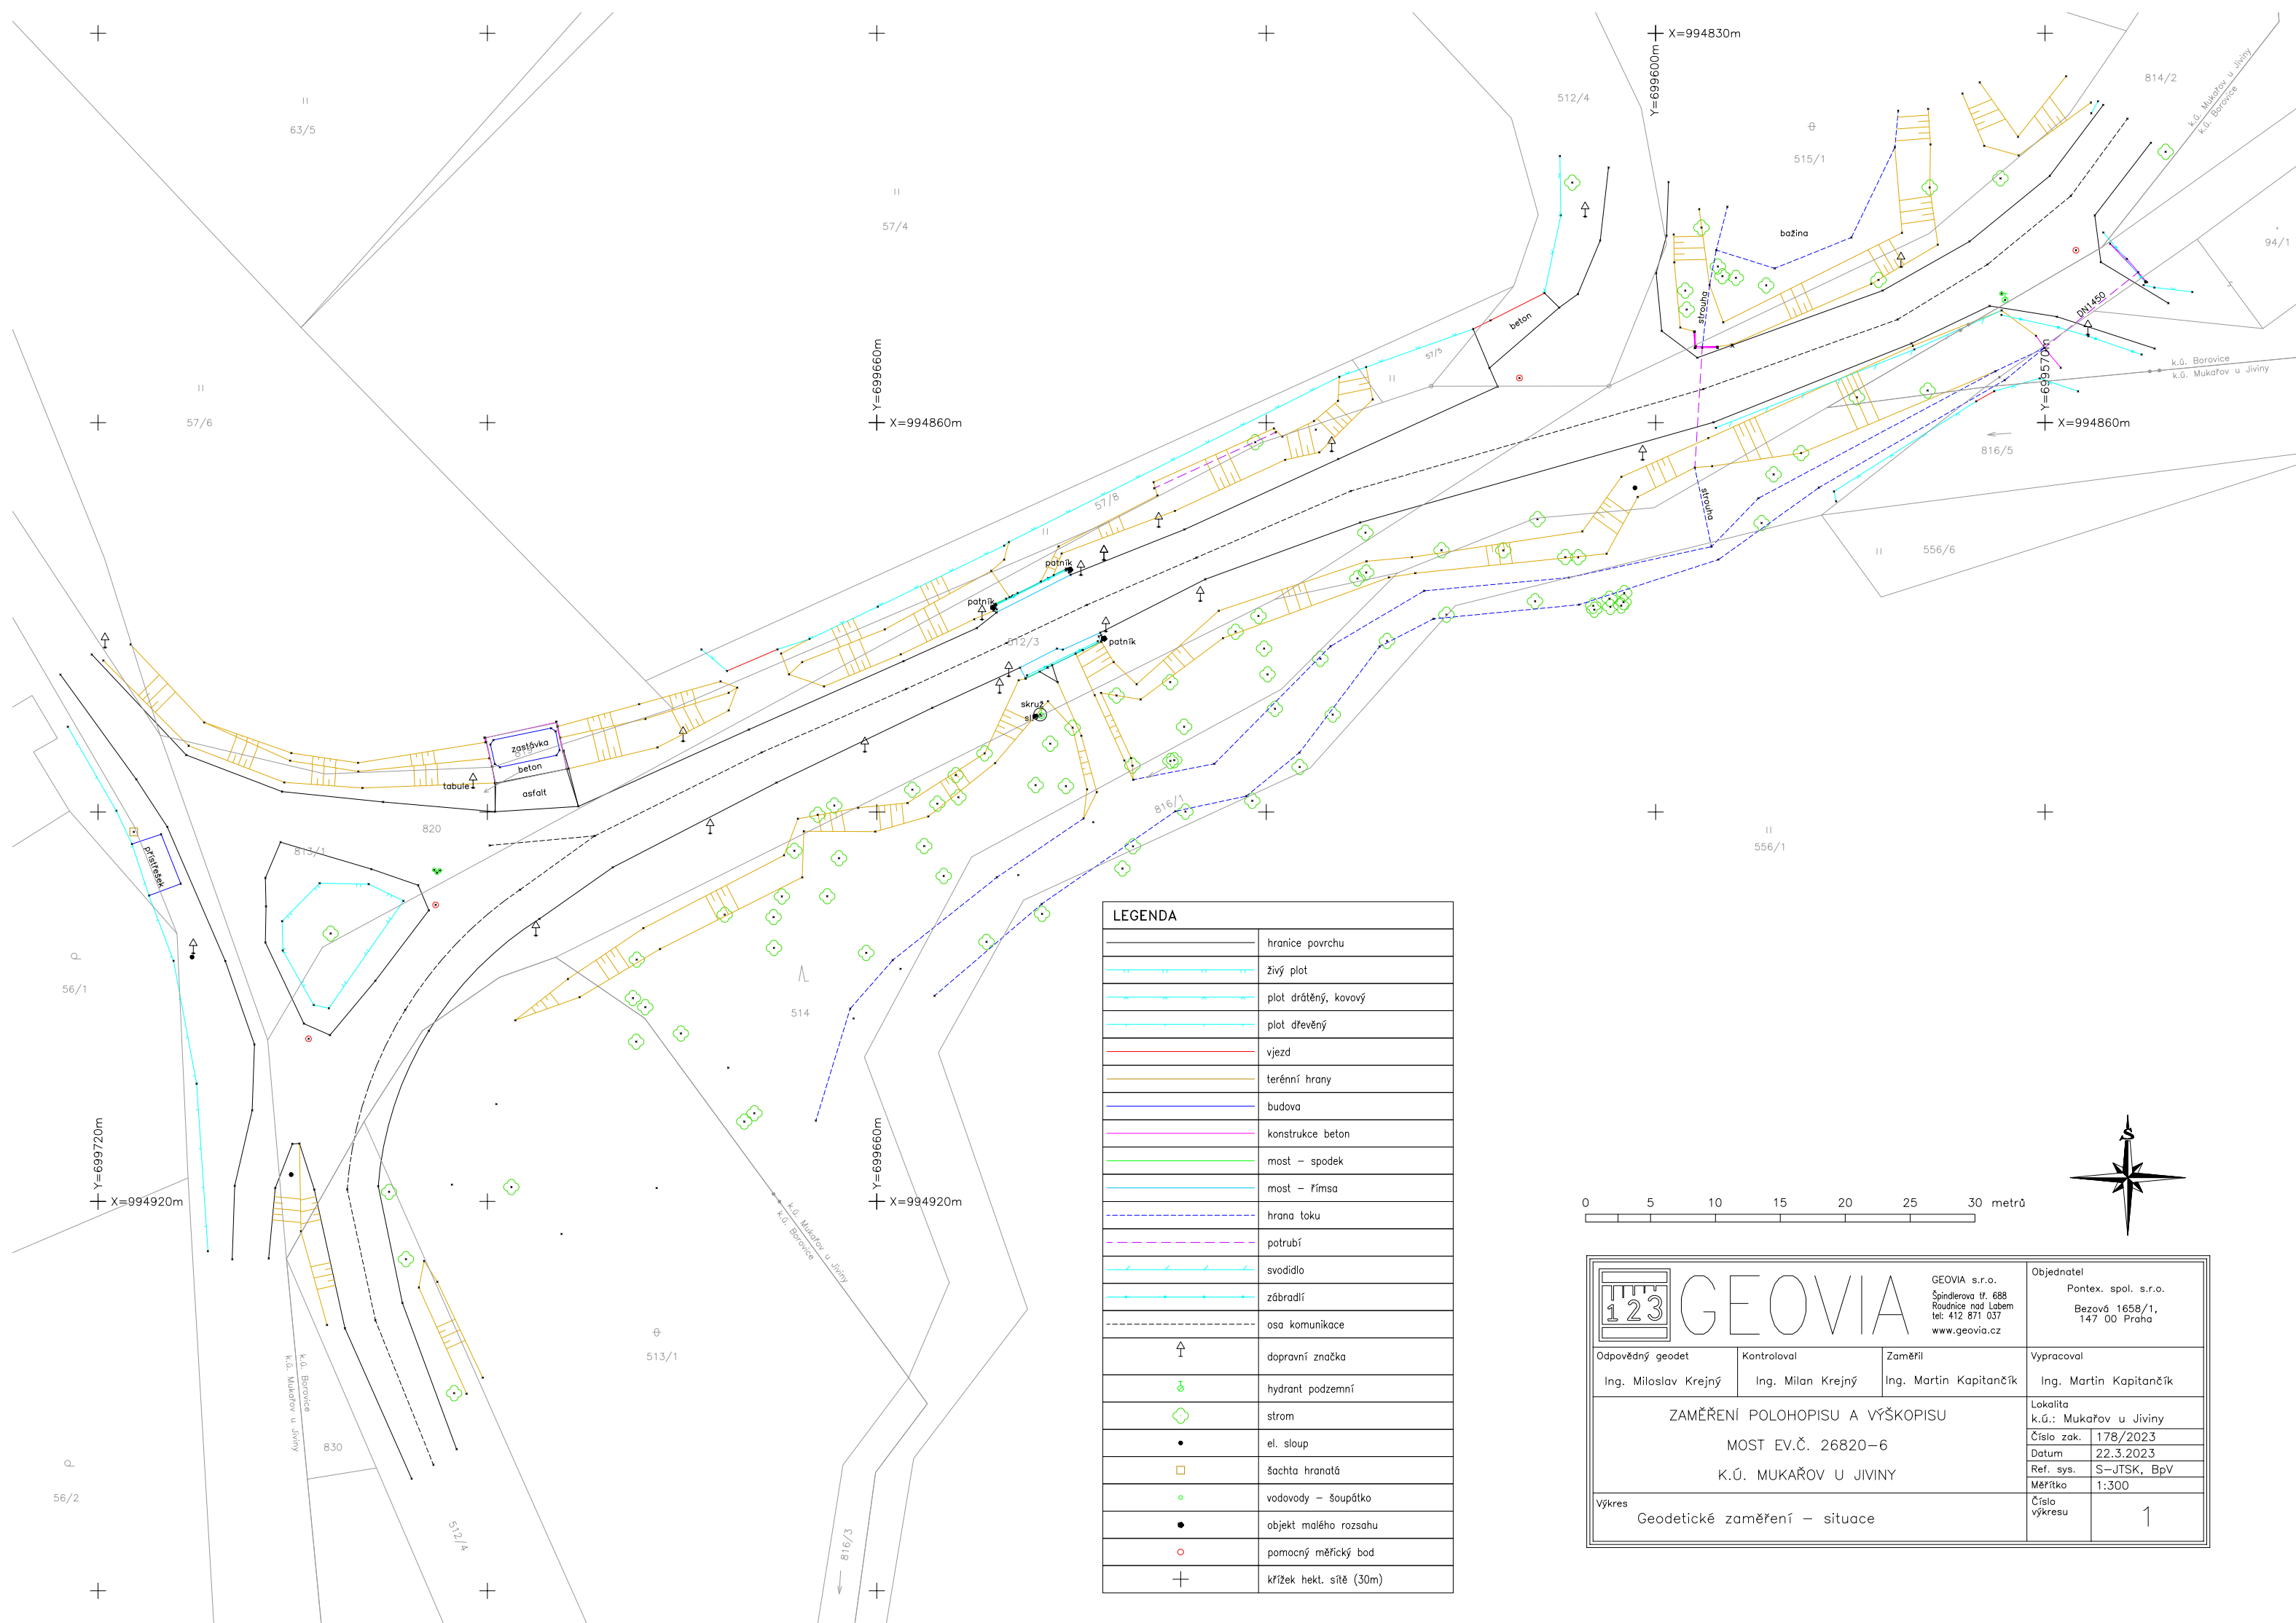 X=994830m
Y=699600m
814/2
k.ú. Mukařov u Jiviny
k.ú. Borovice
512/4
63/5
515/1
57/4
bažina
94/1
strouha
DN1450
beton
57/5
k.ú. Borovice
k.ú. Mukařov u Jiviny
Y=699660m
X=994860m
Y=699570m
X=994860m
57/6
816/5
57/8
strouha
556/6
patník
patník
512/3
patník
skruž
zastávka
819
beton
tabule
asfalt
820
813/1
přístřešek
816/1
556/1
56/1
514
Y=699720m
X=994920m
Y=699660m
X=994920m
k.ú. Mukařov u Jiviny
k.ú. Borovice
513/1
k.ú. Borovice
k.ú. Mukařov u Jiviny
830
56/2
512/4
816/3
LEGENDA
hranice povrchu
živý plot
plot drátěný, kovový
plot dřevěný
vjezd
terénní hrany
budova
konstrukce beton
most – spodek
most – římsa
hrana toku
potrubí
svodidlo
zábradlí
osa komunikace
dopravní značka
hydrant podzemní
strom
el. sloup
šachta hranatá
vodovody – šoupátko
objekt malého rozsahu
pomocný měřický bod
křížek hekt. sítě (30m)
S
0 5 10 15 20 25 30 metrů
123
GEOVIA
GEOVIA s.r.o.
Špindlerova tř. 688
Roudnice nad Labem
tel: 412 871 037
www.geovia.cz
Objednatel
Pontex. spol. s.r.o.
Bezová 1658/1,
147 00 Praha
Odpovědný geodet
Ing. Miloslav Krejný
Kontroloval
Ing. Milan Krejný
Zaměřil
Ing. Martin Kapitančík
Vypracoval
Ing. Martin Kapitančík
ZAMĚŘENÍ POLOHOPISU A VÝŠKOPISU
MOST EV.Č. 26820-6
K.Ú. MUKAŘOV U JIVINY
Lokalita
k.ú.: Mukařov u Jiviny
Číslo zak. 178/2023
Datum 22.3.2023
Ref. sys. S-JTSK, BpV
Měřítko 1:300
Výkres
Geodetické zaměření – situace
Číslo
výkresu
1